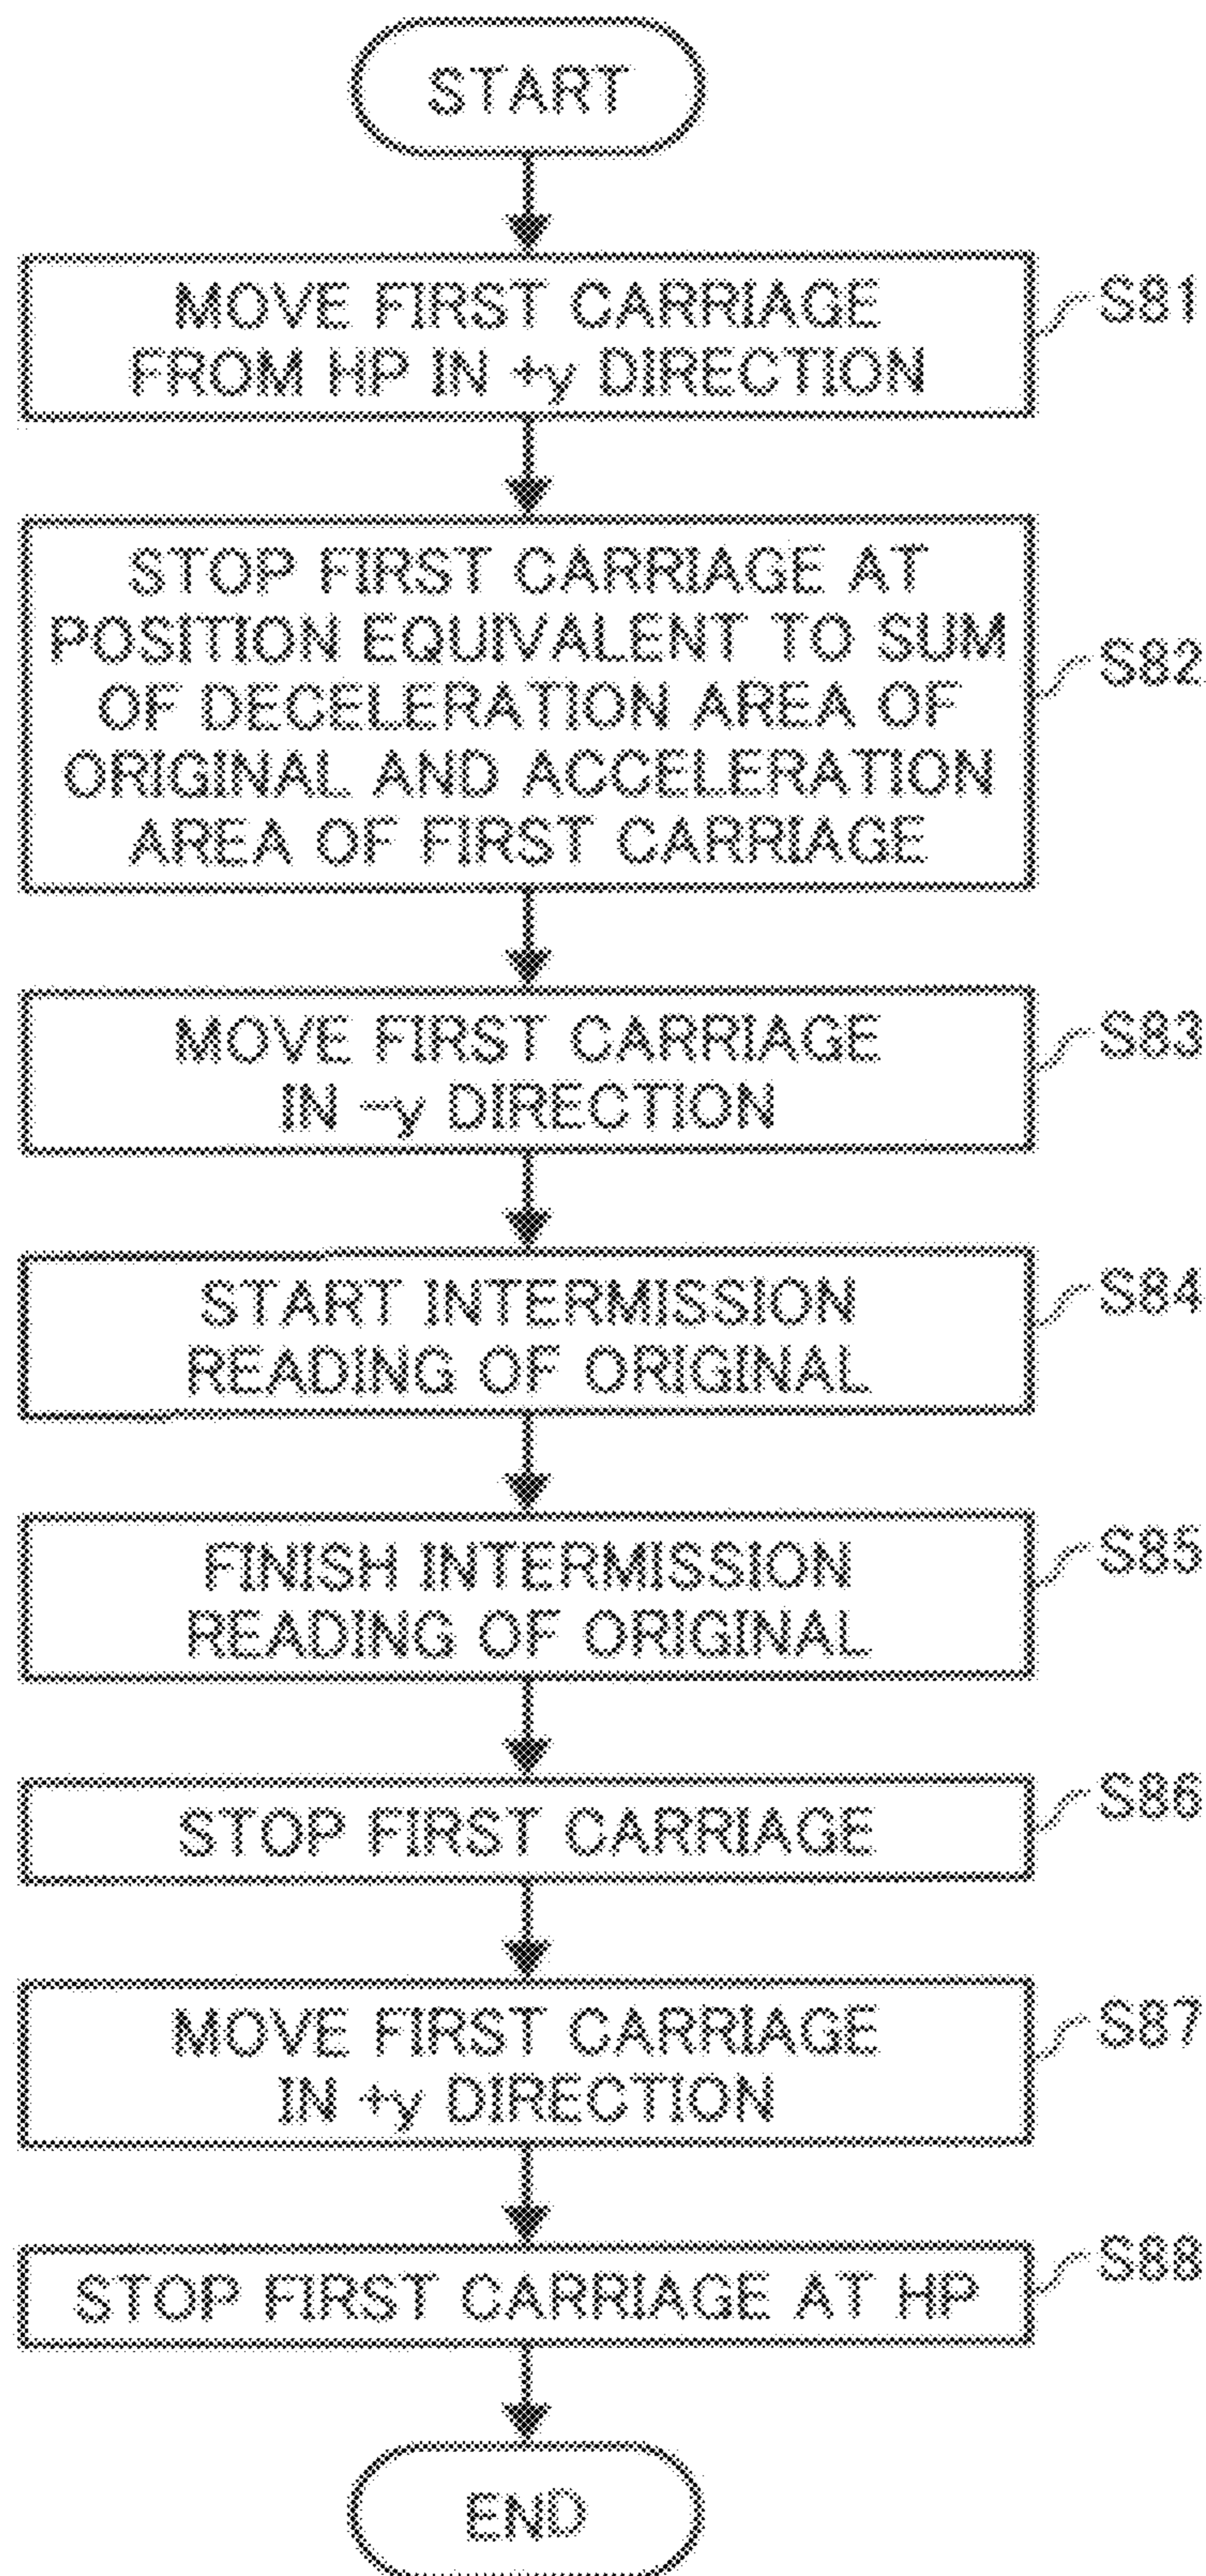 START
MOVE FIRST CARRIAGE
FROM HP IN +y DIRECTION
S81
STOP FIRST CARRIAGE AT
POSITION EQUIVALENT TO SUM
OF DECELERATION AREA OF
ORIGINAL AND ACCELERATION
AREA OF FIRST CARRIAGE
S82
MOVE FIRST CARRIAGE
IN −y DIRECTION
S83
START INTERMISSION
READING OF ORIGINAL
S84
FINISH INTERMISSION
READING OF ORIGINAL
S85
STOP FIRST CARRIAGE
S86
MOVE FIRST CARRIAGE
IN +y DIRECTION
S87
STOP FIRST CARRIAGE AT HP
S88
END